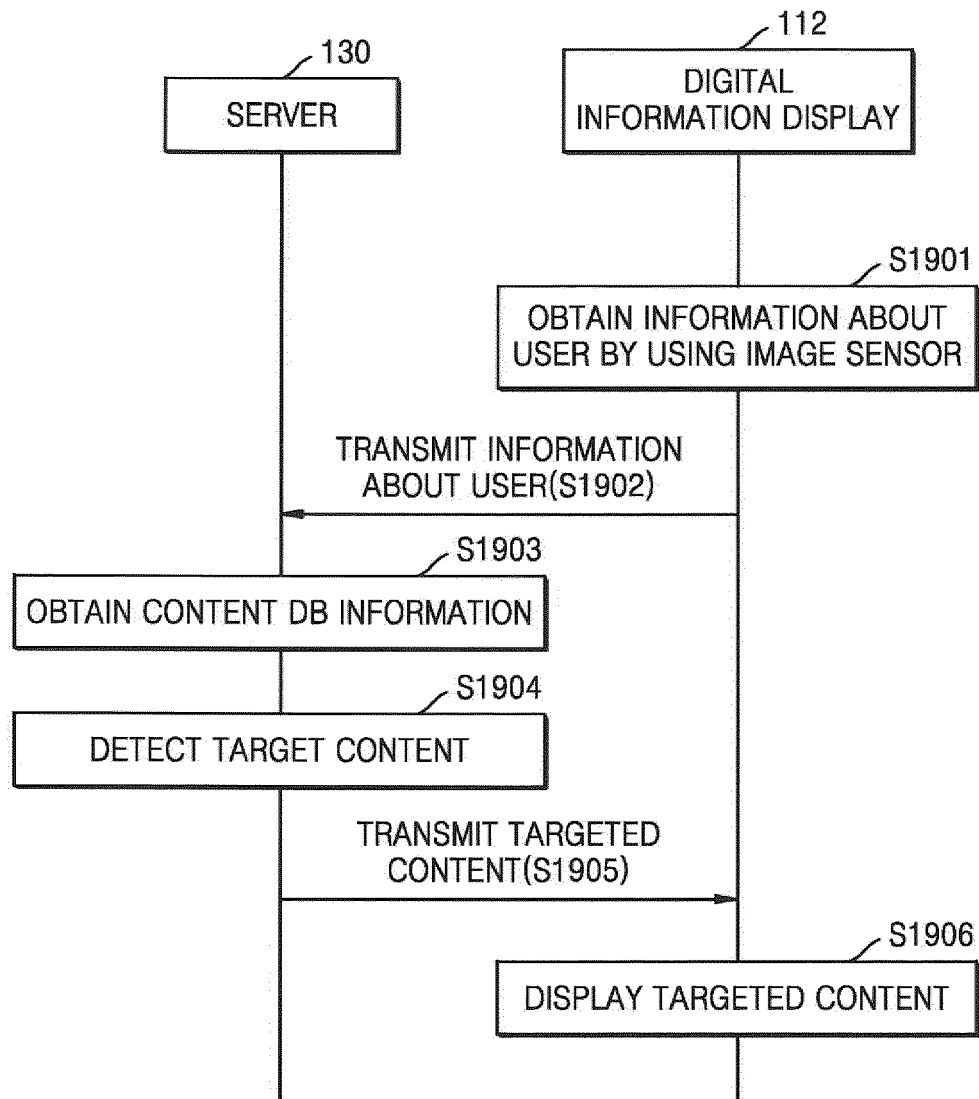 130
SERVER
112
DIGITAL
INFORMATION DISPLAY
S1901
OBTAIN INFORMATION ABOUT
USER BY USING IMAGE SENSOR
TRANSMIT INFORMATION
ABOUT USER(S1902)
S1903
OBTAIN CONTENT DB INFORMATION
S1904
DETECT TARGET CONTENT
TRANSMIT TARGETED
CONTENT(S1905)
S1906
DISPLAY TARGETED CONTENT